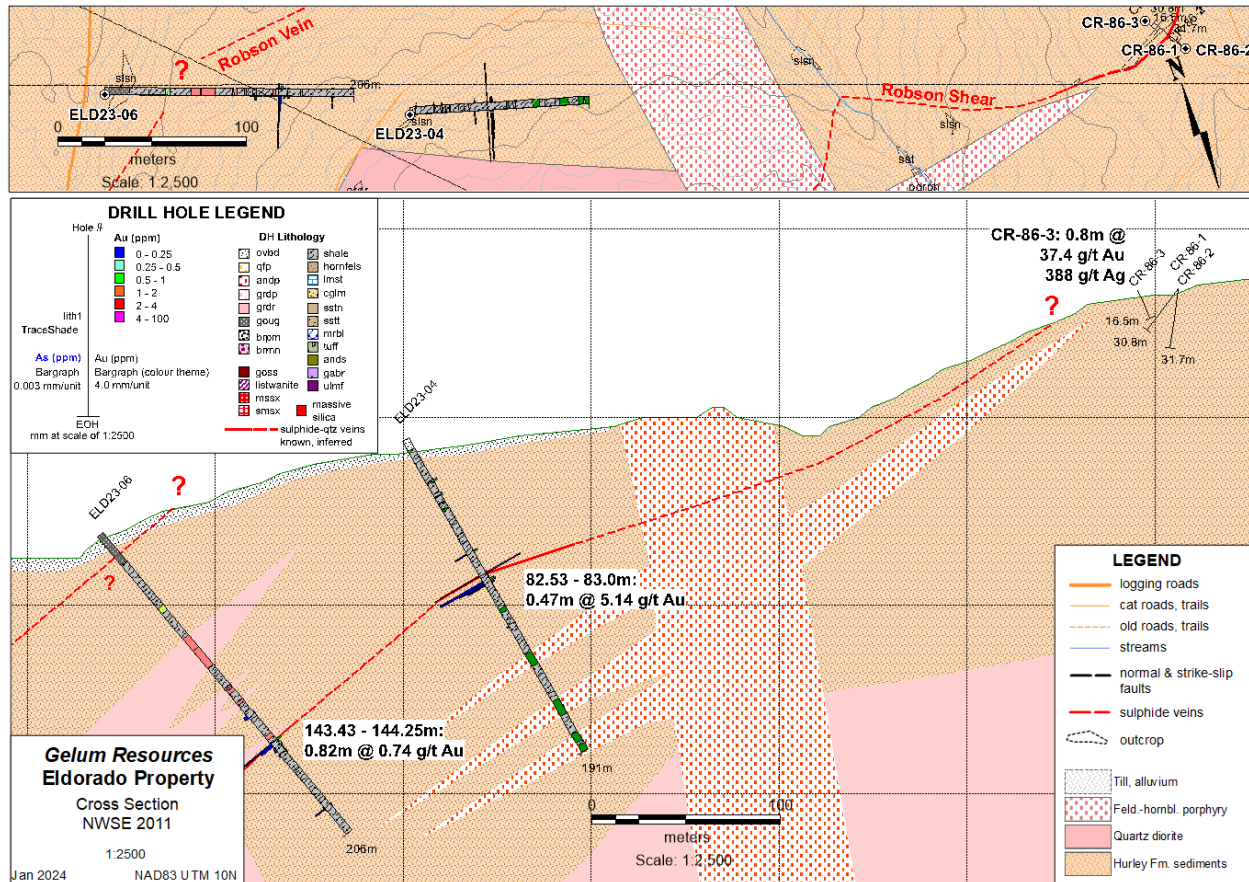 Robson Vein
?
slsn
206m
ELD23-06
ELD23-04
0
100
meters
Scale: 1:2,500
slsn
Robson Shear
slsn
sat
30.8m
16.5m
31.7m
CR-86-3
CR-86-1
CR-86-2
N
DRILL HOLE LEGEND
Hole #
Au (ppm)
0 - 0.25
0.25 - 0.5
0.5 - 1
1 - 2
2 - 4
4 - 100
lith1
TraceShade
As (ppm)
Bargraph
0.003 mm/unit
Au (ppm)
Bargraph (colour theme)
4.0 mm/unit
EOH
mm at scale of 1:2500
DH Lithology
ovbd
qfp
andp
grdp
grdr
goug
bnpm
brmn
goss
listwanite
mssx
smsx
shale
hornfels
lmst
cglm
sstn
sstt
mrbl
tuff
ands
gabr
ulmf
massive
silica
sulphide-qtz veins
known, inferred
CR-86-3: 0.8m @
37.4 g/t Au
388 g/t Ag
CR-86-3
CR-86-1
CR-86-2
?
16.5m
30.8m
31.7m
ELD23-04
ELD23-06
?
?
82.53 - 83.0m:
0.47m @ 5.14 g/t Au
143.43 - 144.25m:
0.82m @ 0.74 g/t Au
191m
206m
0
100
meters
Scale: 1:2,500
Gelum Resources
Eldorado Property
Cross Section
NWSE 2011
1:2500
Jan 2024
NAD83 UTM 10N
LEGEND
logging roads
cat roads, trails
old roads, trails
streams
normal & strike-slip
faults
sulphide veins
outcrop
Till, alluvium
Feld.-hornbl. porphyry
Quartz diorite
Hurley Fm. sediments